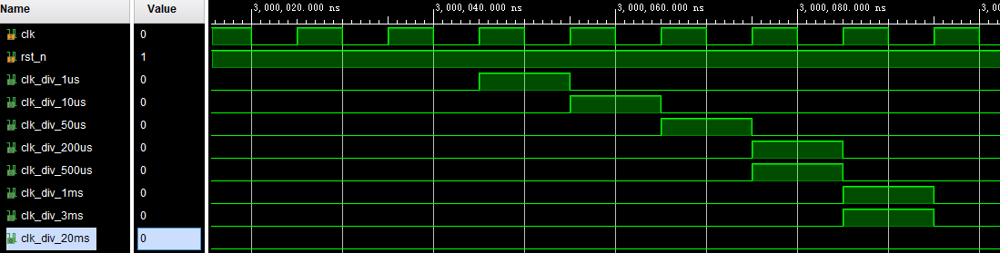 Name Value 3,000,020.000 ns 3,000,040.000 ns 3,000,060.000 ns 3,000,080.000 ns 3,0
clk 0
rst_n 1
clk_div_1us 0
clk_div_10us 0
clk_div_50us 0
clk_div_200us 0
clk_div_500us 0
clk_div_1ms 0
clk_div_3ms 0
clk_div_20ms 0